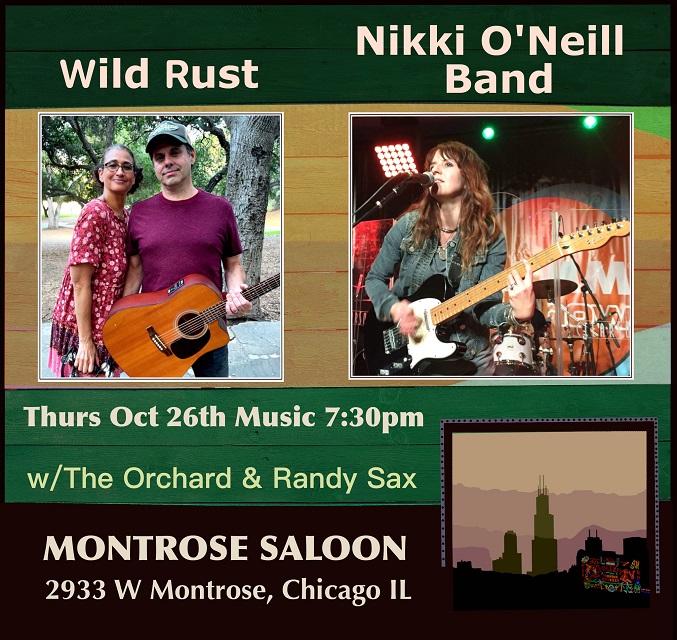 Wild Rust
Nikki O'Neill
Band
Thurs Oct 26th Music 7:30pm
w/The Orchard & Randy Sax
MONTROSE SALOON
2933 W Montrose, Chicago IL